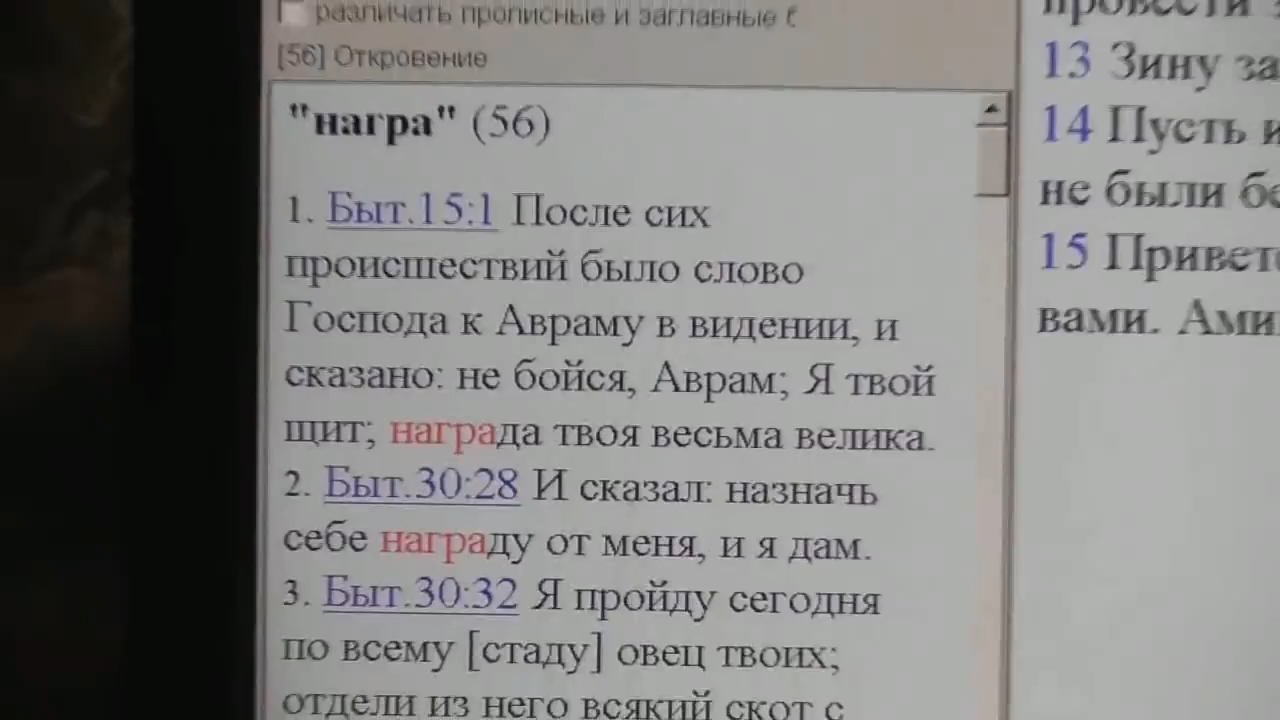 различать прописные и заглавные б
[56] Откровение
"награ" (56)
1. Быт.15:1 После сих
происшествий было слово
Господа к Авраму в видении, и
сказано: не бойся, Аврам; Я твой
щит; награда твоя весьма велика.
2. Быт.30:28 И сказал: назначь
себе награду от меня, и я дам.
3. Быт.30:32 Я пройду сегодня
по всему [стаду] овец твоих;
отдели из него всякий скот с
провести
13 Зину за
14 Пусть и
не были бе
15 Привет
вами. Ами